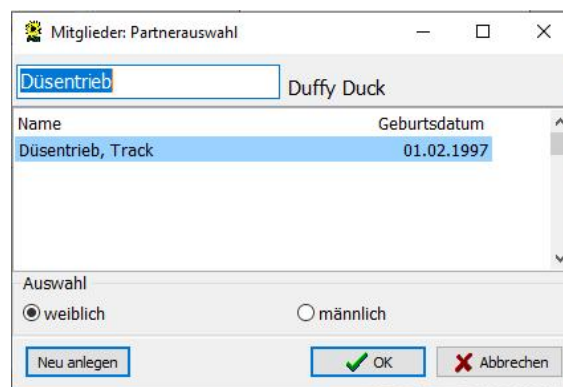 Mitglieder: Partnerauswahl
Düsentrieb Duffy Duck
Name Geburtsdatum
Düsentrieb, Track 01.02.1997
Auswahl
weiblich männlich
Neu anlegen OK Abbrechen